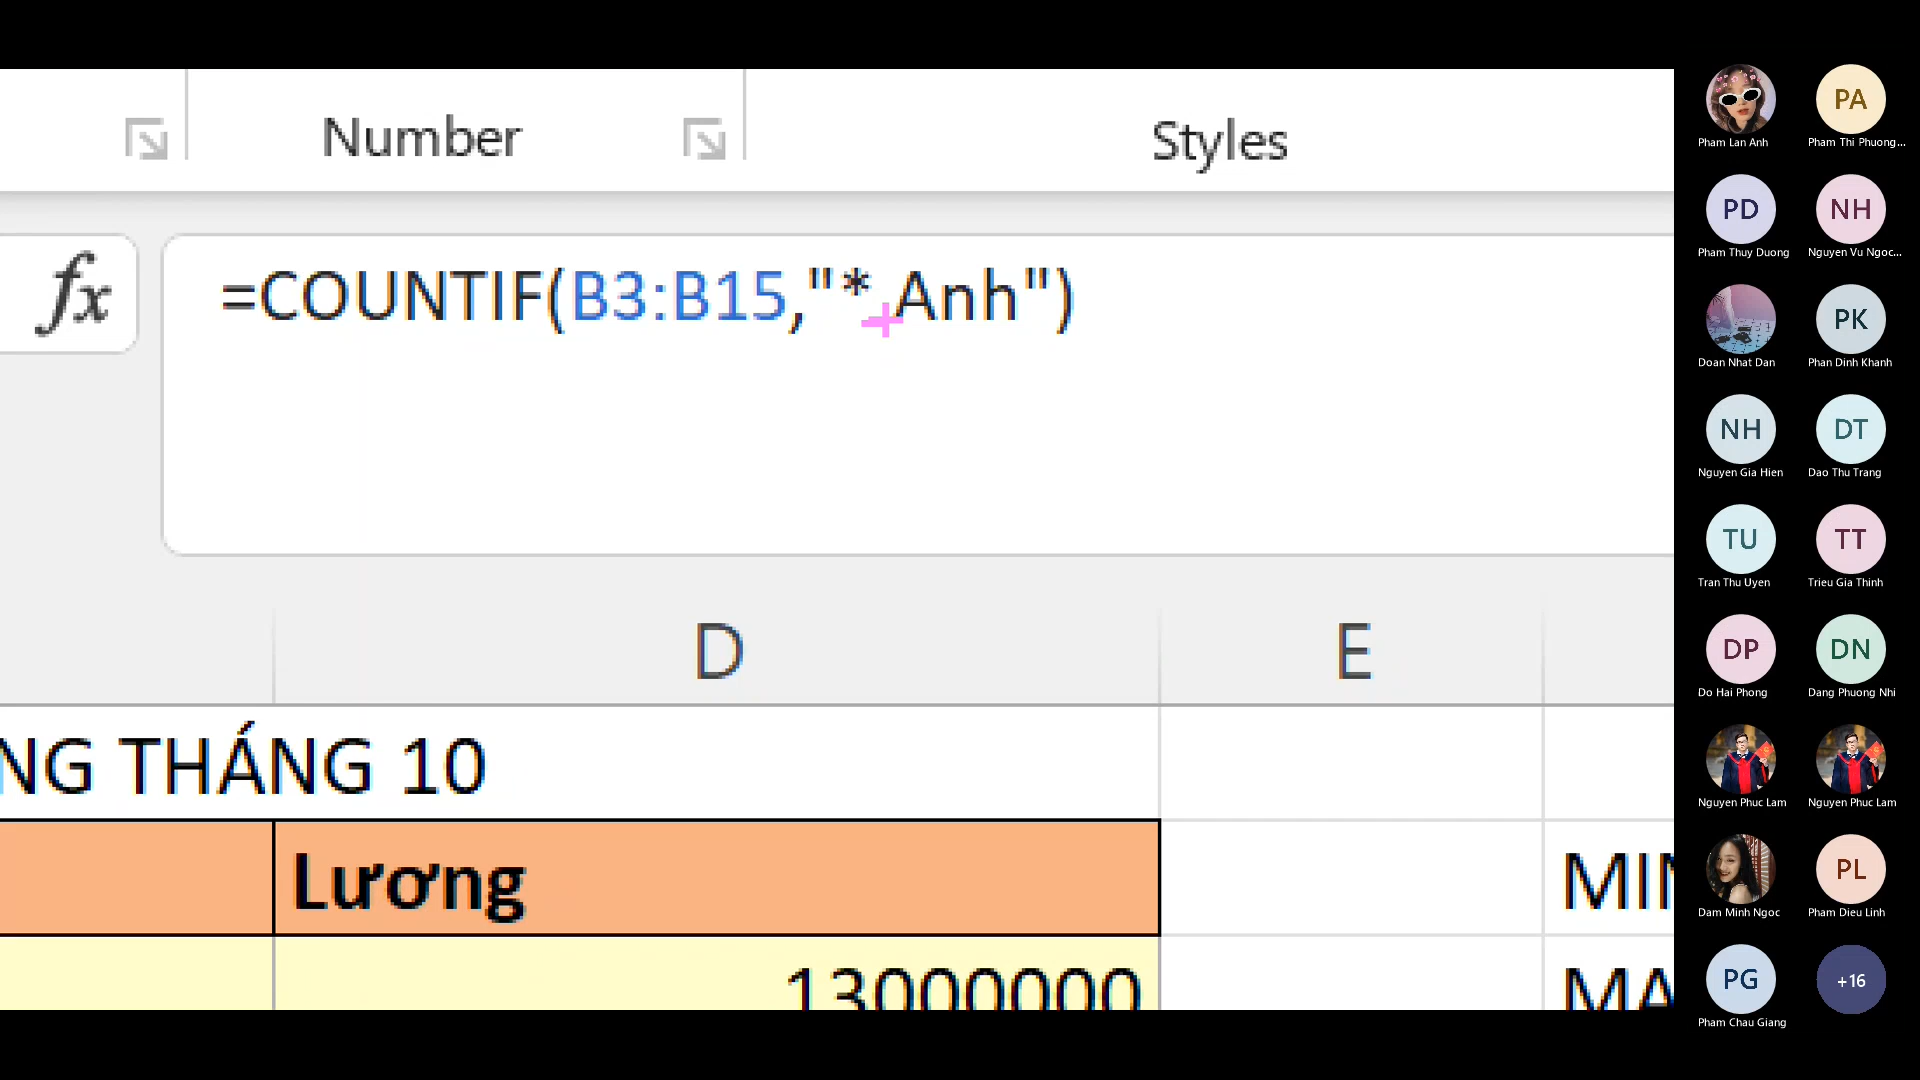 Number
Styles
fx
=COUNTIF(B3:B15,"* Anh")
D
E
NG THÁNG 10
Lương
MIN
13000000
MA
Pham Lan Anh
PA
Pham Thi Phuong...
PD
Pham Thuy Duong
NH
Nguyen Vu Ngoc...
Doan Nhat Dan
PK
Phan Dinh Khanh
NH
Nguyen Gia Hien
DT
Dao Thu Trang
TU
Tran Thu Uyen
TT
Trieu Gia Thinh
DP
Do Hai Phong
DN
Dang Phuong Nhi
Nguyen Phuc Lam
Nguyen Phuc Lam
Dam Minh Ngoc
PL
Pham Dieu Linh
PG
Pham Chau Giang
+16